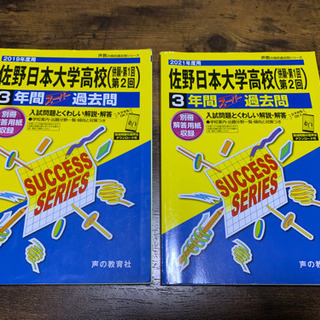 2019年度用
佐野日本大学高校(併願・第1回 第2回)
3年間スーパー過去問
別冊
解答用紙
収録
入試問題とくわしい解説・解答
SUCCESS
SERIES
声の教育社
2021年度用
佐野日本大学高校(併願・第1回 第2回)
3年間スーパー過去問
別冊
解答用紙
収録
入試問題とくわしい解説・解答
SUCCESS
SERIES
声の教育社